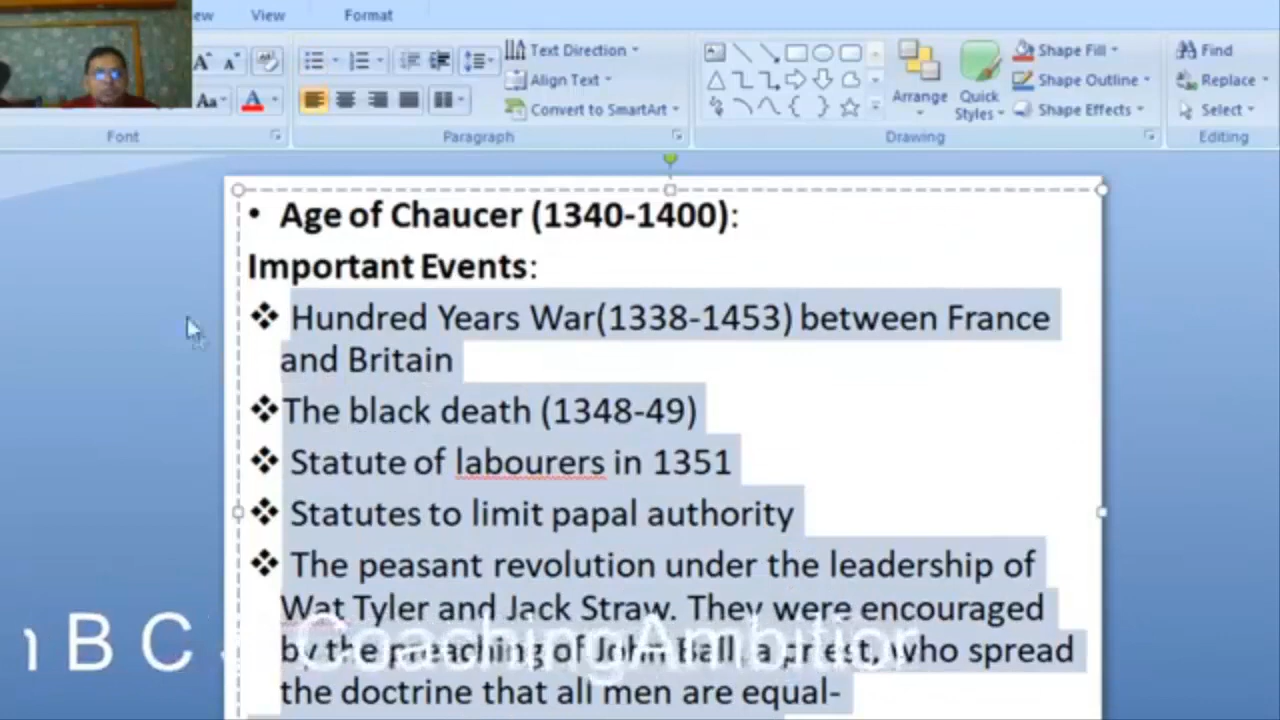 View
Format
Text Direction
Find
Aa
A
Align Text
Shape Fill
Replace
Convert to SmartArt
Arrange
Quick
Styles
Shape Outline
Shape Effects
Select
Font
Paragraph
Drawing
Editing
• Age of Chaucer (1340-1400):
Important Events:
❖ Hundred Years War(1338-1453) between France
and Britain
❖ The black death (1348-49)
❖ Statute of labourers in 1351
❖ Statutes to limit papal authority
❖ The peasant revolution under the leadership of
Wat Tyler and Jack Straw. They were encouraged
by the preaching of John Ball, a priest, who spread
the doctrine that all men are equal-
B C
CoachingAmbition